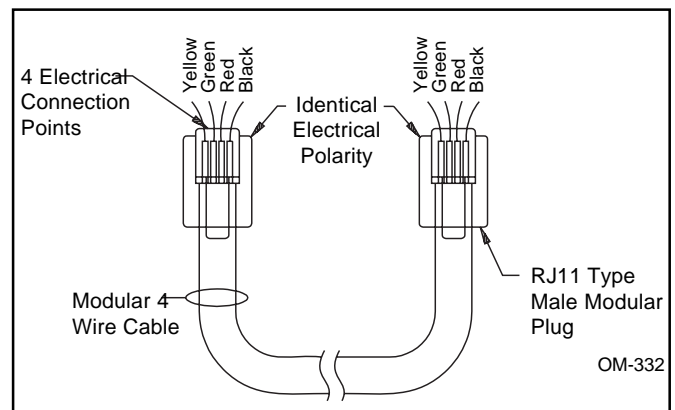 Yellow
Green
Red
Black
Yellow
Green
Red
Black
4 Electrical
Connection
Points
Identical
Electrical
Polarity
RJ11 Type
Male Modular
Plug
Modular 4
Wire Cable
OM-332